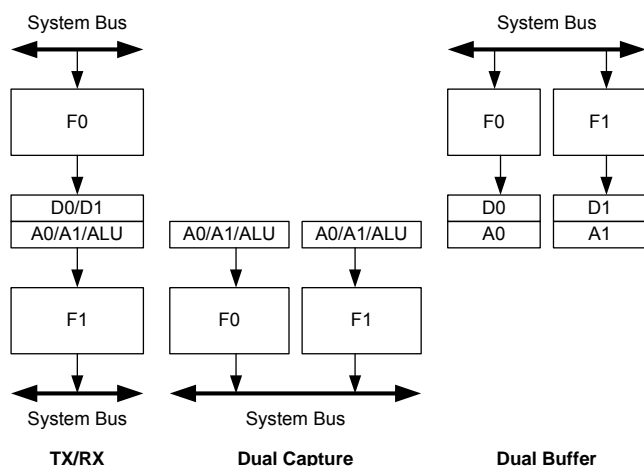 System Bus
System Bus
F0
F0
F1
D0/D1
A0/A1/ALU
D0
A0
D1
A1
A0/A1/ALU
A0/A1/ALU
F1
F0
F1
System Bus
System Bus
TX/RX
Dual Capture
Dual Buffer